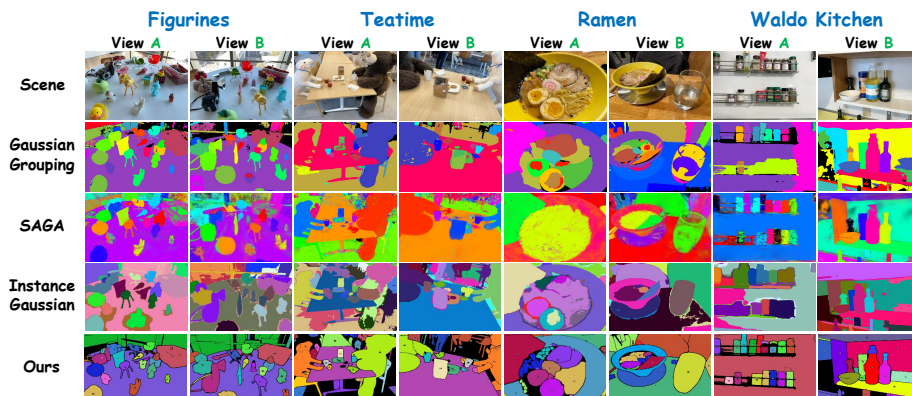 Figurines Teatime Ramen Waldo Kitchen
View A View B View A View B View A View B View A View B
Scene
Gaussian
Grouping
SAGA
Instance
Gaussian
Ours